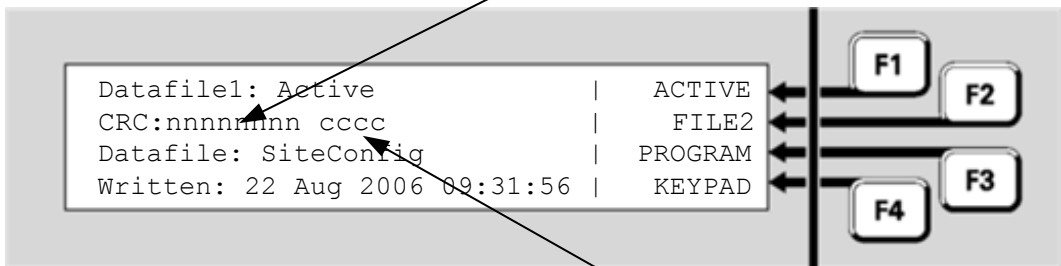 Datafile1: Active | ACTIVE
CRC:nnnnnnnn cccc | FILE2
Datafile: SiteConfig | PROGRAM
Written: 22 Aug 2006 09:31:56 | KEYPAD
F1
F2
F3
F4